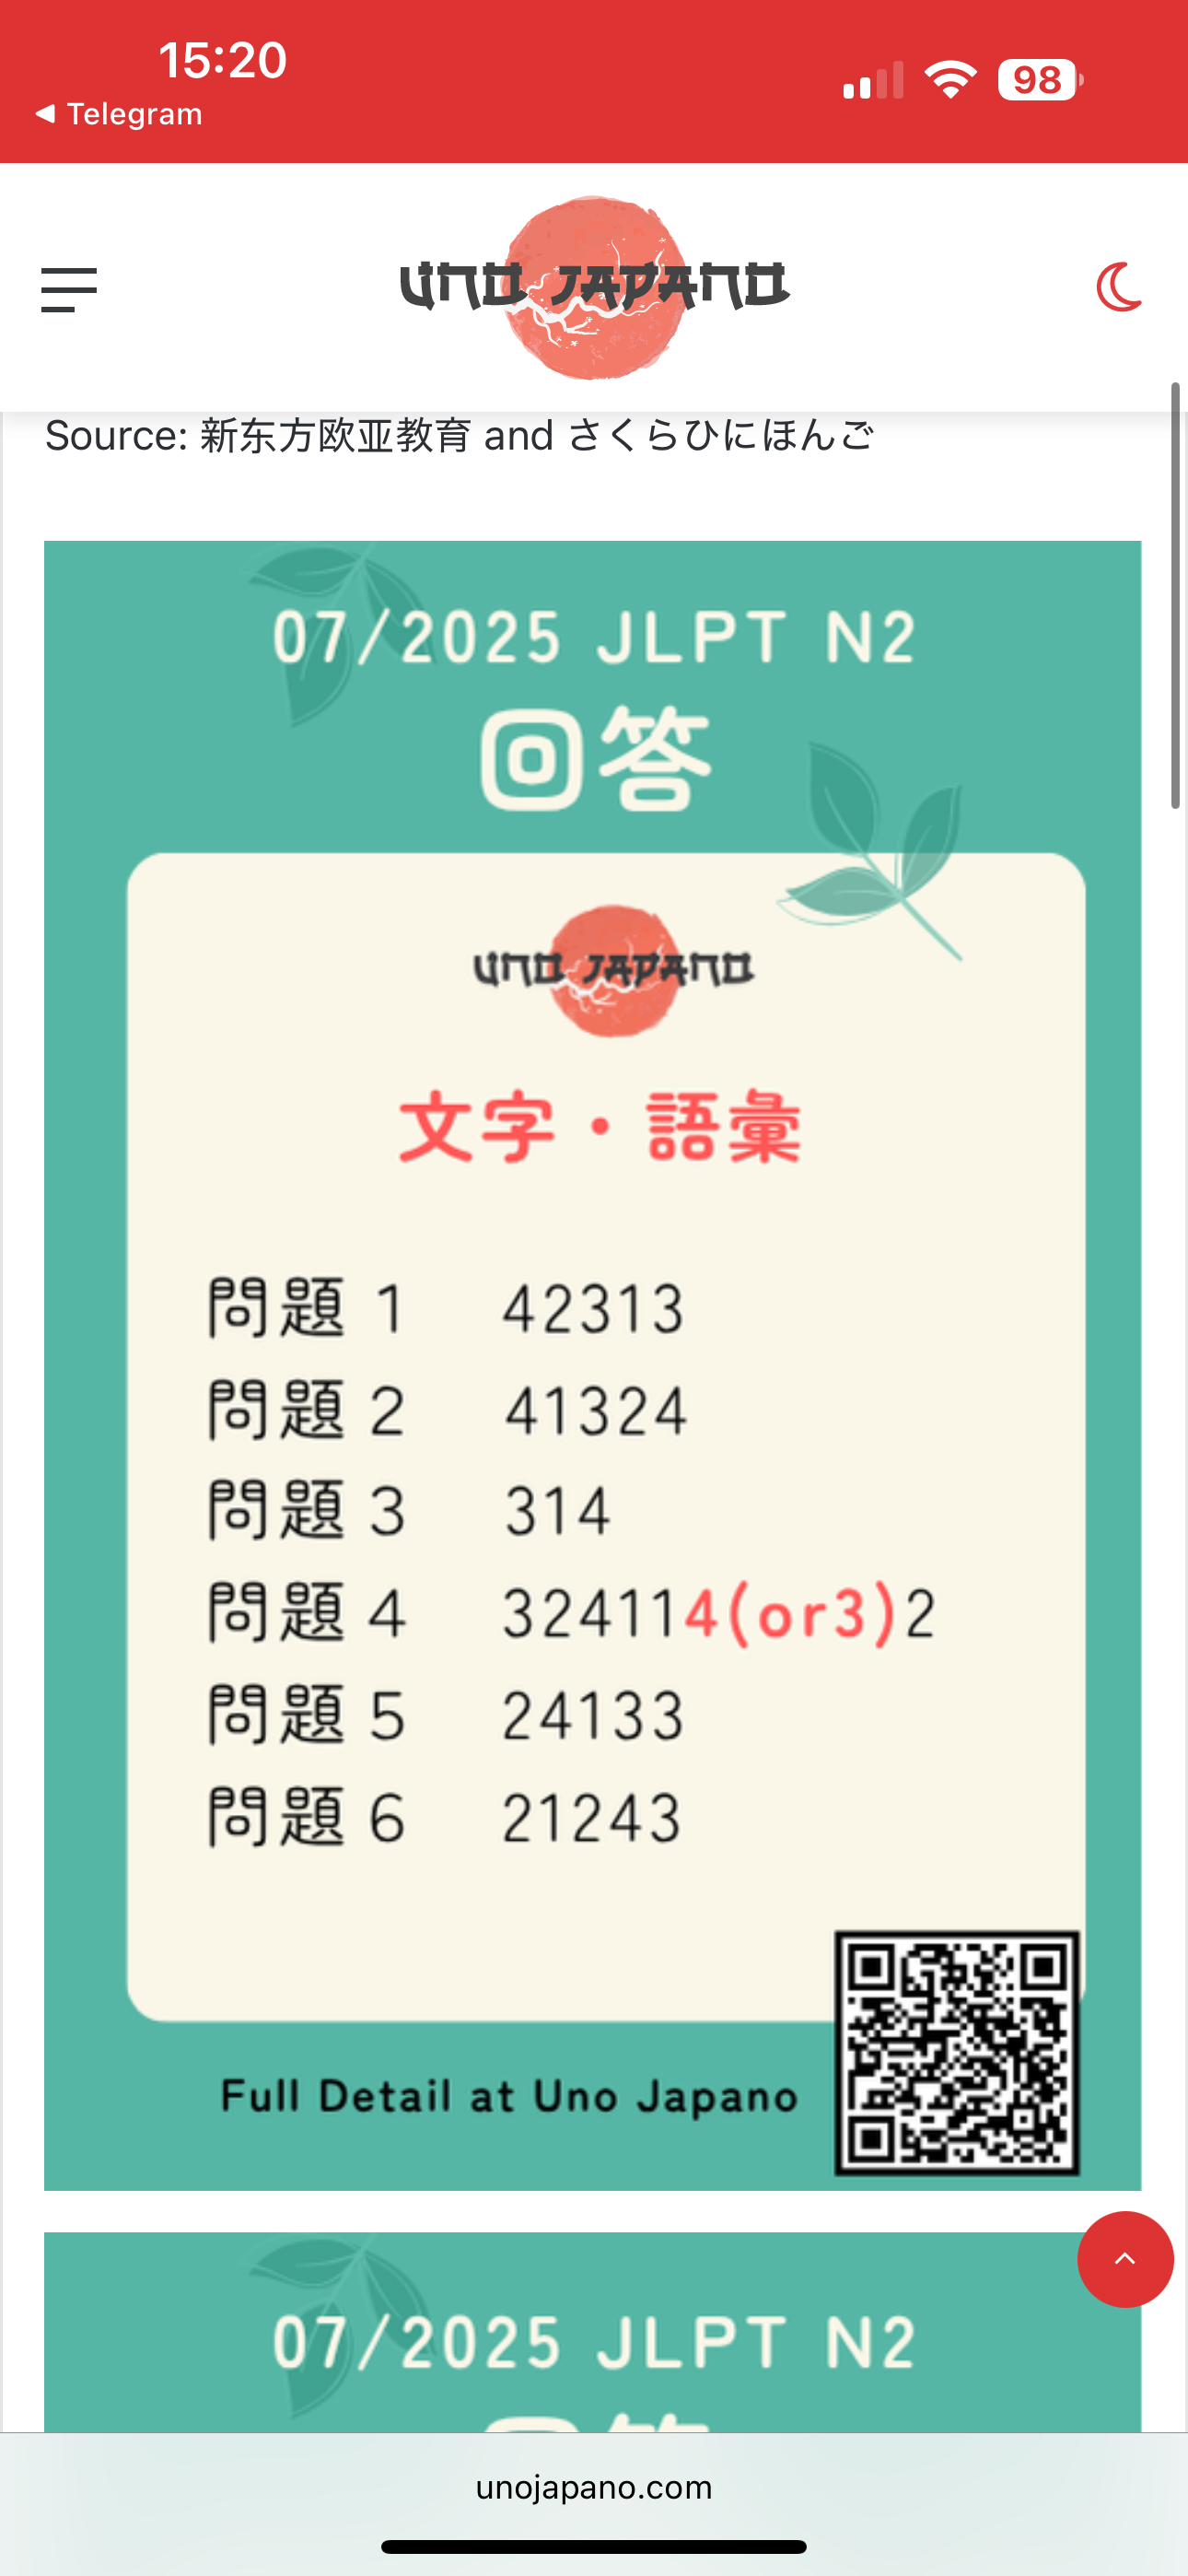 15:20
98
◀ Telegram
UNO JAPANO
Source: 新东方欧亚教育 and さくらひにほんご
07/2025 JLPT N2
回答
UNO JAPANO
文字・語彙
問題 1 42313
問題 2 41324
問題 3 314
問題 4 324114(or3)2
問題 5 24133
問題 6 21243
Full Detail at Uno Japano
07/2025 JLPT N2
回答
unojapano.com